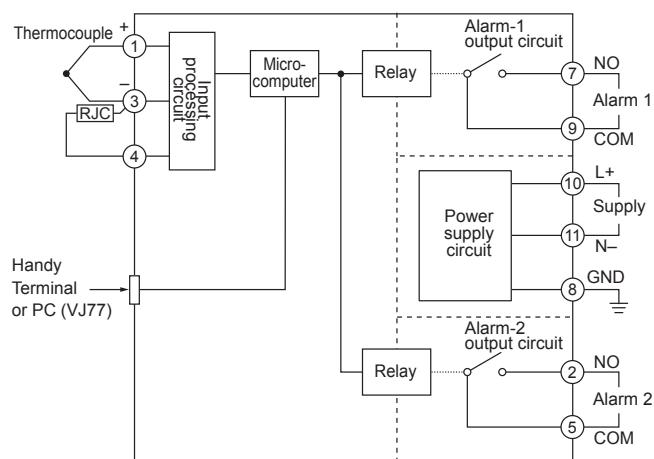 Thermocouple
+
1
–
3
RJC
4
Input
processing
circuit
Micro-
computer
Handy
Terminal
or PC (VJ77)
Relay
Alarm-1
output circuit
7
NO
Alarm 1
9
COM
Power
supply
circuit
10
L+
Supply
11
N–
8
GND
Relay
Alarm-2
output circuit
2
NO
Alarm 2
5
COM